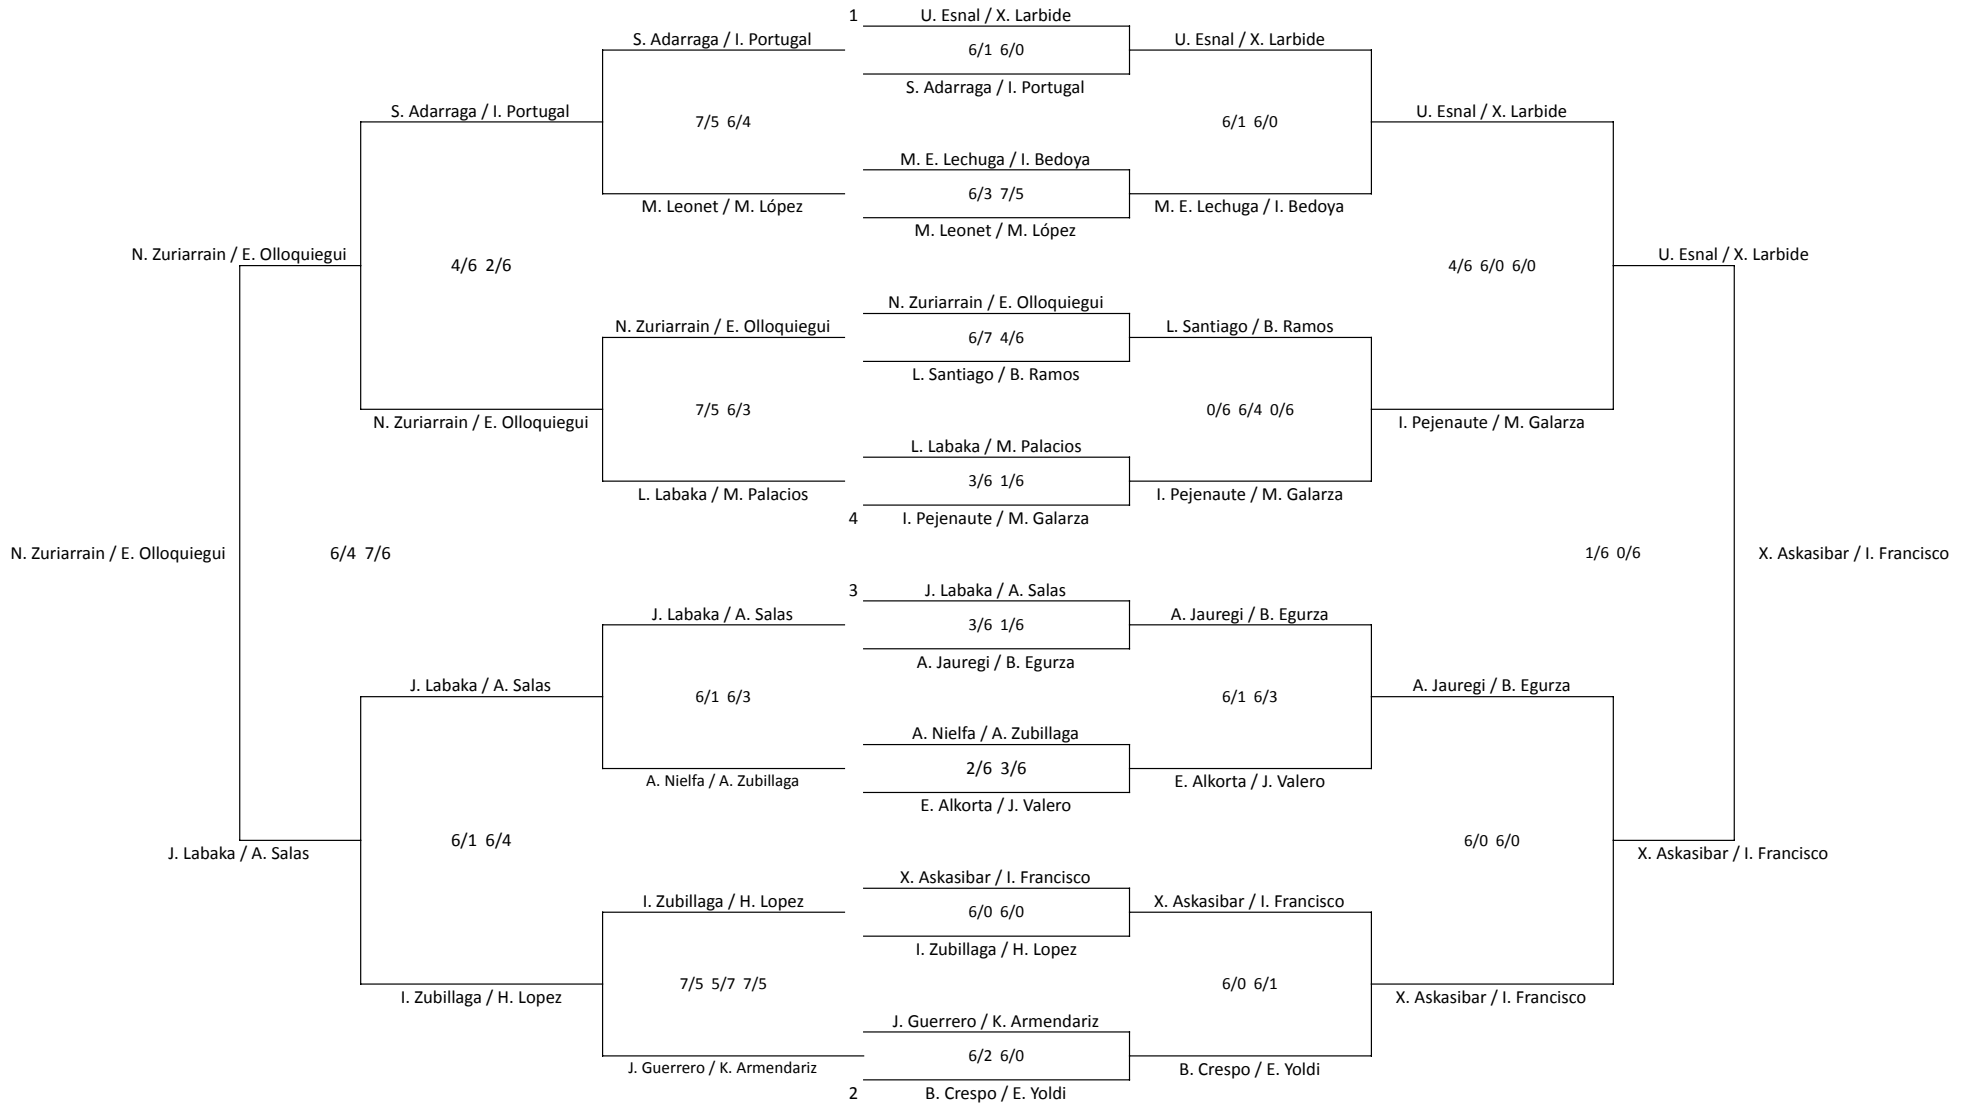 1 U. Esnal / X. Larbide
S. Adarraga / I. Portugal U. Esnal / X. Larbide
6/1 6/0
S. Adarraga / I. Portugal
S. Adarraga / I. Portugal U. Esnal / X. Larbide
7/5 6/4 6/1 6/0
M. E. Lechuga / I. Bedoya
6/3 7/5
M. Leonet / M. López M. E. Lechuga / I. Bedoya
M. Leonet / M. López
N. Zuriarrain / E. Olloquiegui U. Esnal / X. Larbide
4/6 2/6 4/6 6/0 6/0
N. Zuriarrain / E. Olloquiegui
N. Zuriarrain / E. Olloquiegui L. Santiago / B. Ramos
6/7 4/6
L. Santiago / B. Ramos
7/5 6/3 0/6 6/4 0/6
N. Zuriarrain / E. Olloquiegui I. Pejenaute / M. Galarza
L. Labaka / M. Palacios
3/6 1/6
L. Labaka / M. Palacios I. Pejenaute / M. Galarza
4 I. Pejenaute / M. Galarza
N. Zuriarrain / E. Olloquiegui 6/4 7/6 1/6 0/6 X. Askasibar / I. Francisco
3 J. Labaka / A. Salas
J. Labaka / A. Salas A. Jauregi / B. Egurza
3/6 1/6
A. Jauregi / B. Egurza
J. Labaka / A. Salas A. Jauregi / B. Egurza
6/1 6/3 6/1 6/3
A. Nielfa / A. Zubillaga
2/6 3/6
A. Nielfa / A. Zubillaga E. Alkorta / J. Valero
E. Alkorta / J. Valero
6/1 6/4 6/0 6/0
J. Labaka / A. Salas X. Askasibar / I. Francisco
X. Askasibar / I. Francisco
I. Zubillaga / H. Lopez X. Askasibar / I. Francisco
6/0 6/0
I. Zubillaga / H. Lopez
7/5 5/7 7/5 6/0 6/1
I. Zubillaga / H. Lopez X. Askasibar / I. Francisco
J. Guerrero / K. Armendariz
6/2 6/0
J. Guerrero / K. Armendariz B. Crespo / E. Yoldi
2 B. Crespo / E. Yoldi